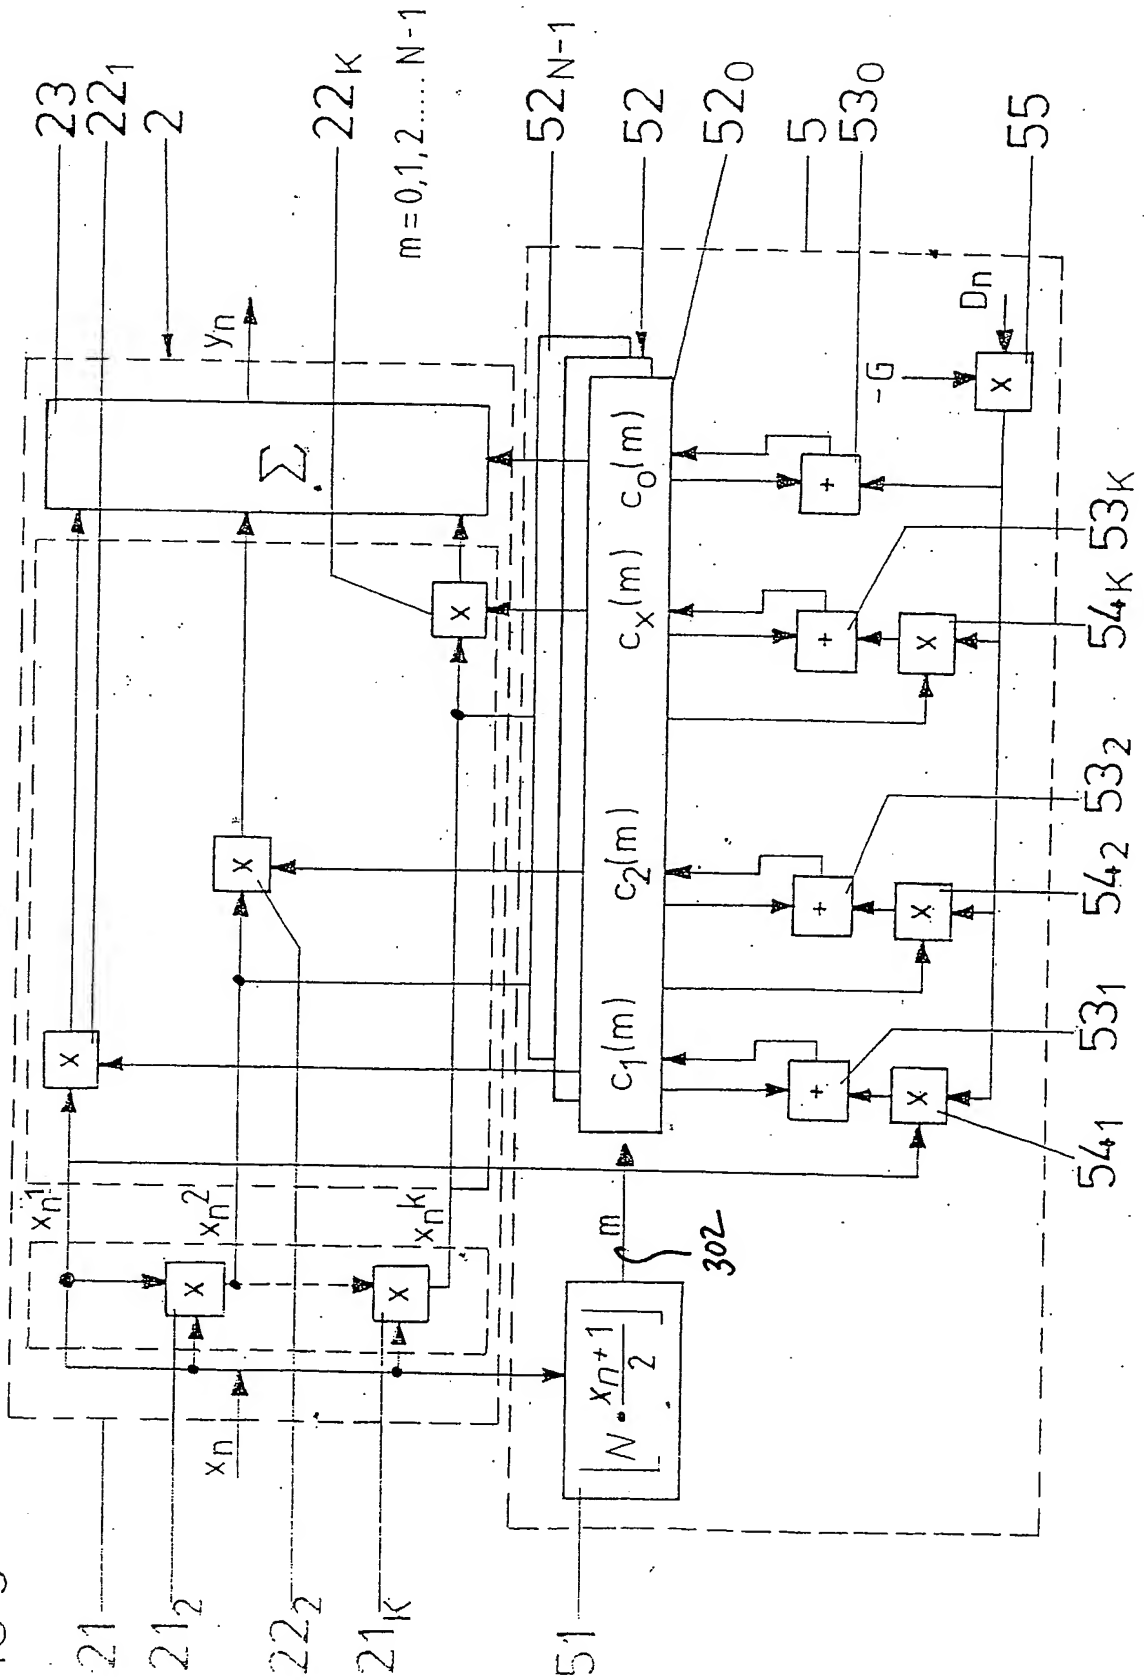 23
22₁
2
22K
m = 0,1,2..... N-1
52N-1
52
52₀
5
53₀
55
yn
Σ
Dn
-G
X
X
X
X
X
xn¹
xn²
xn^k
xn
c₁(m)
c₂(m)
cx(m)
c₀(m)
m
302
⌊N • xn+1/2⌋
+
+
+
+
X
X
X
X
53K
54K
53₂
54₂
53₁
54₁
21
21₂
22₂
21K
51